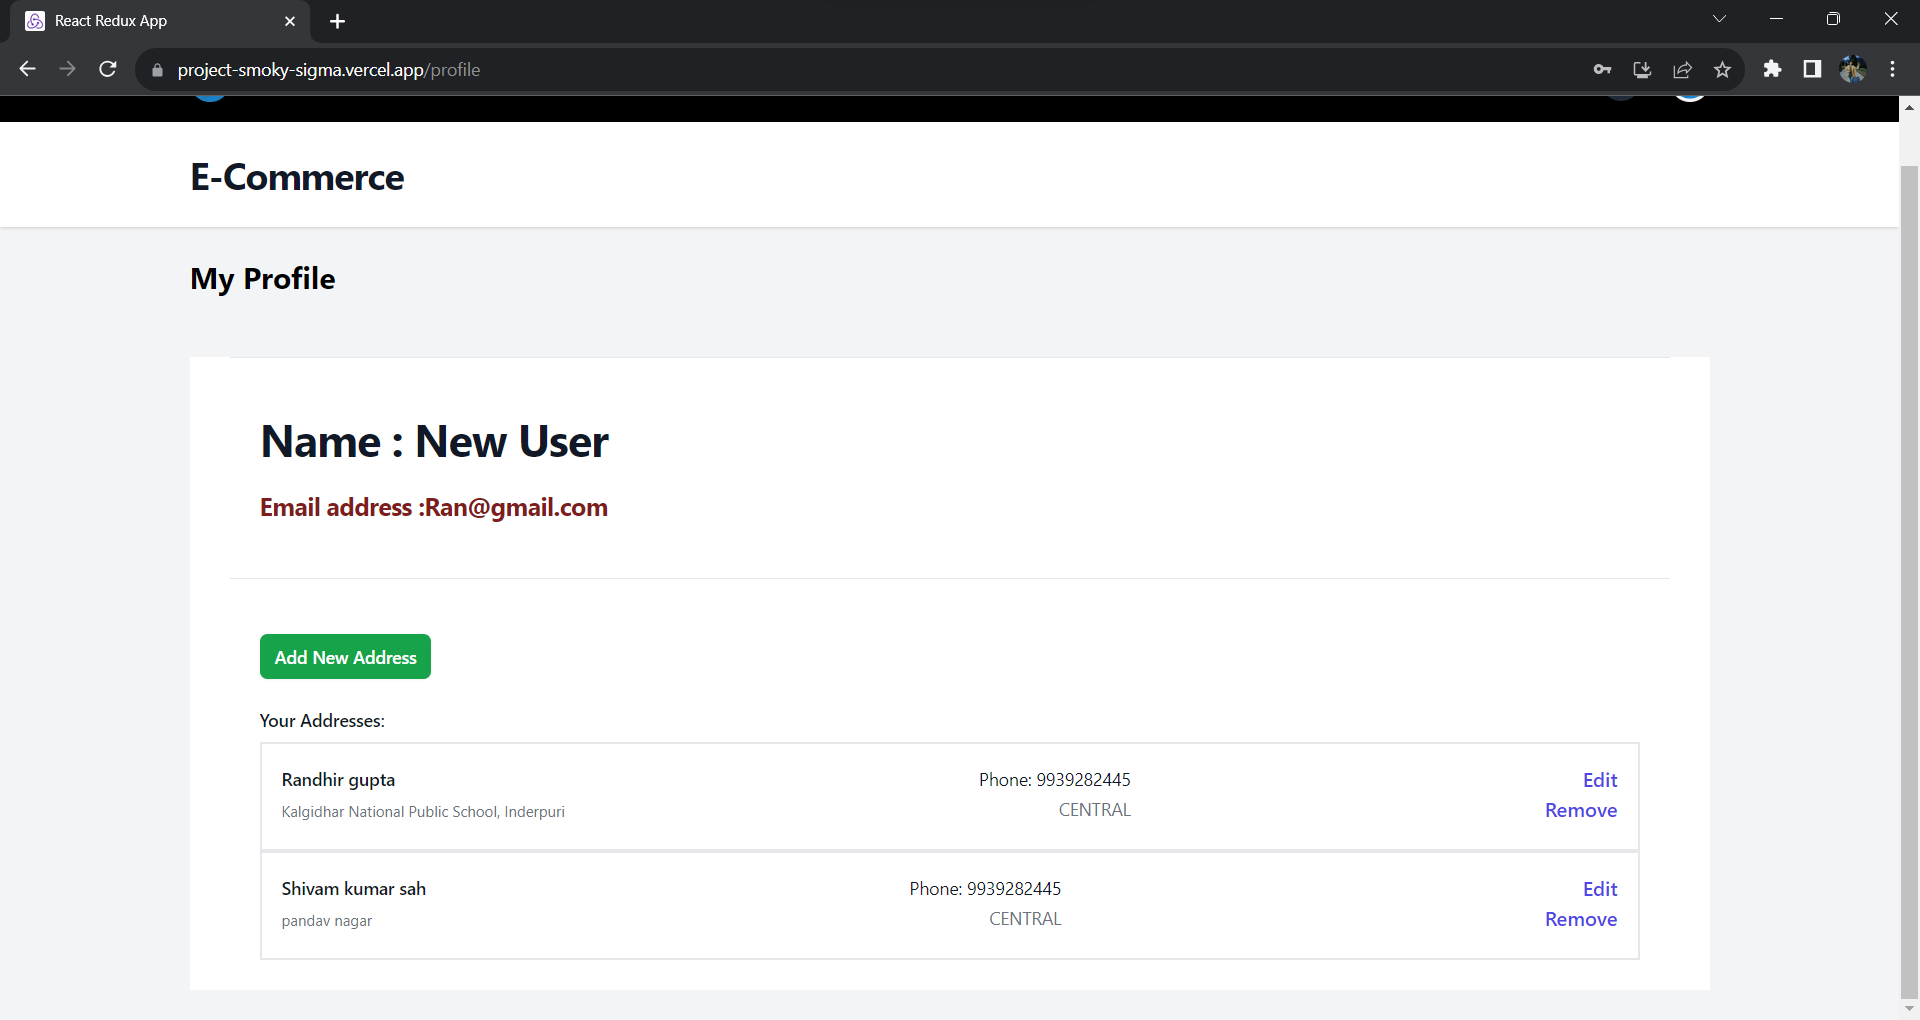 React Redux App
project-smoky-sigma.vercel.app/profile
E-Commerce
My Profile
Name : New User
Email address :Ran@gmail.com
Add New Address
Your Addresses:
Randhir gupta Phone: 9939282445 Edit
Kalgidhar National Public School, Inderpuri CENTRAL Remove
Shivam kumar sah Phone: 9939282445 Edit
pandav nagar CENTRAL Remove